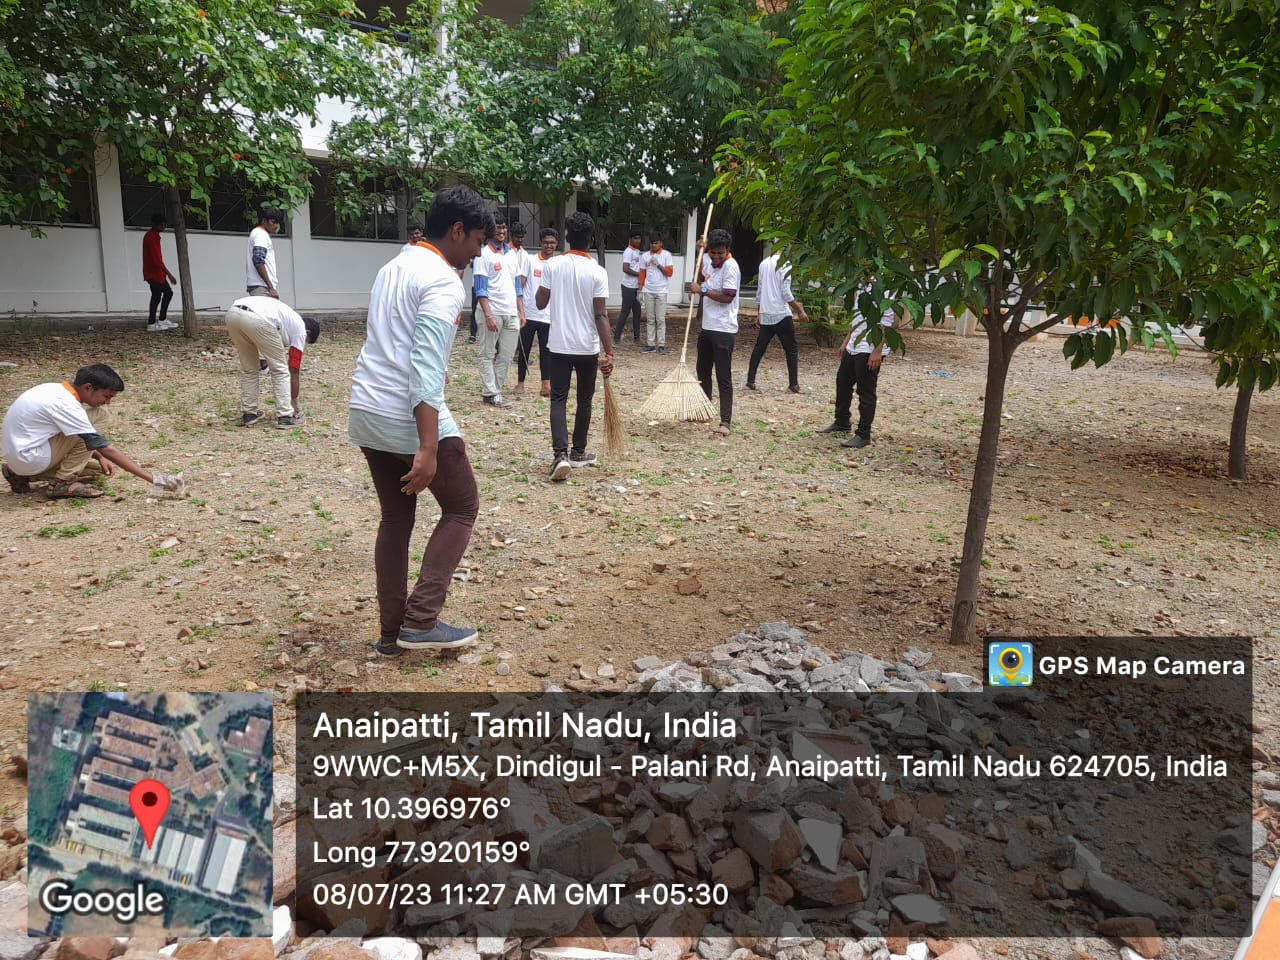 GPS Map Camera
Anaipatti, Tamil Nadu, India
9WWC+M5X, Dindigul - Palani Rd, Anaipatti, Tamil Nadu 624705, India
Lat 10.396976°
Long 77.920159°
08/07/23 11:27 AM GMT +05:30
Google